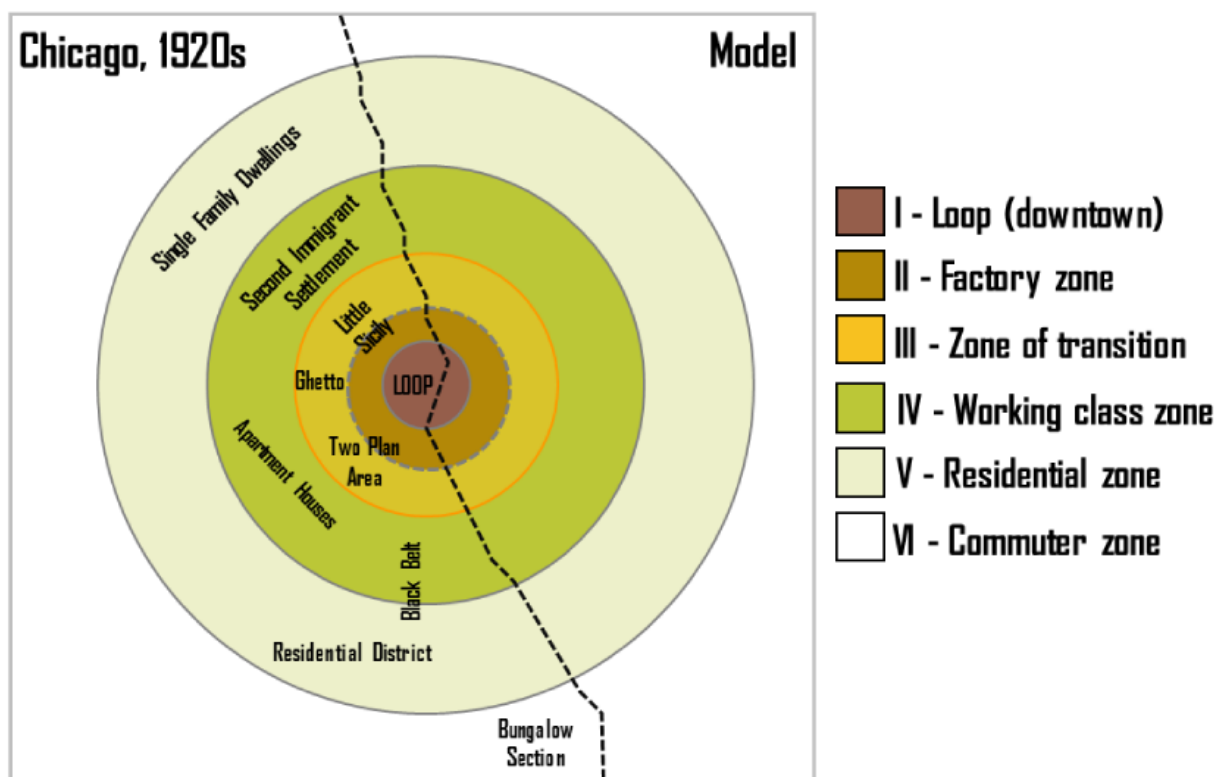 Chicago, 1920s
Model
Single Family Dwellings
Second Immigrant
Settlement
Little
Sicily
Ghetto
LOOP
Two Plan
Area
Apartment Houses
Black Belt
Residential District
Bungalow
Section
I - Loop (downtown)
II - Factory zone
III - Zone of transition
IV - Working class zone
V - Residential zone
VI - Commuter zone